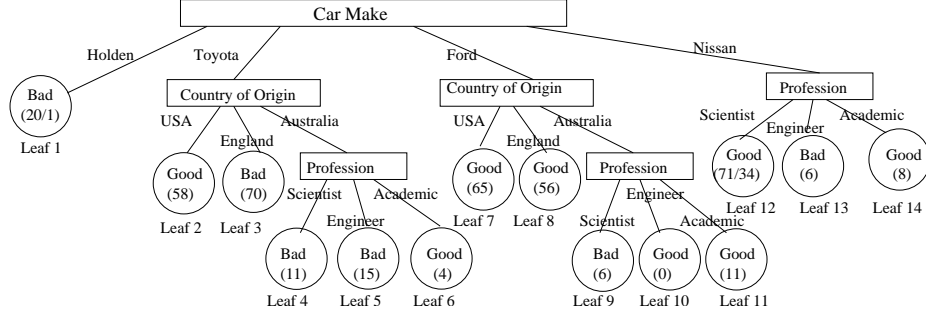 Car Make
Holden
Toyota
Ford
Nissan
Bad
(20/1)
Leaf 1
Country of Origin
USA
England
Australia
Good
(58)
Leaf 2
Bad
(70)
Leaf 3
Profession
Scientist
Engineer
Academic
Bad
(11)
Leaf 4
Bad
(15)
Leaf 5
Good
(4)
Leaf 6
Country of Origin
USA
England
Australia
Good
(65)
Leaf 7
Good
(56)
Leaf 8
Profession
Scientist
Engineer
Academic
Bad
(6)
Leaf 9
Good
(0)
Leaf 10
Good
(11)
Leaf 11
Profession
Scientist
Engineer
Academic
Good
(71/34)
Leaf 12
Bad
(6)
Leaf 13
Good
(8)
Leaf 14